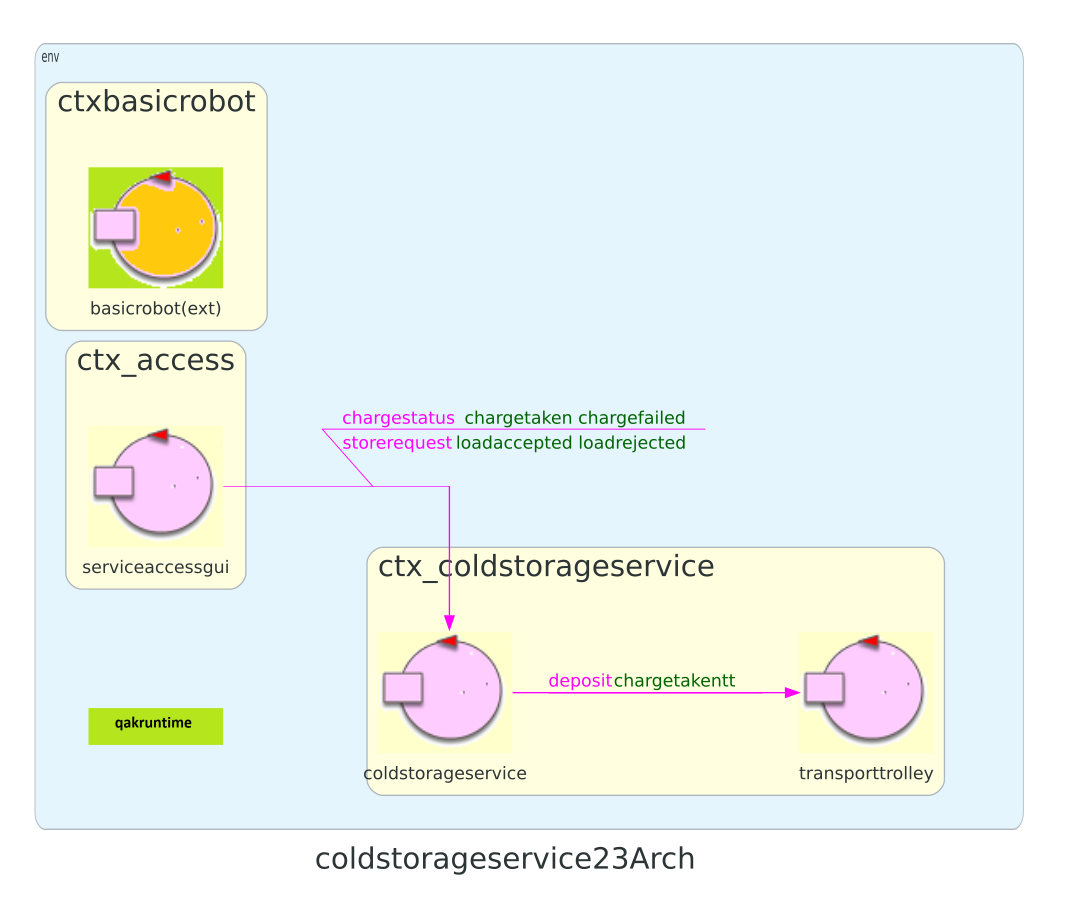 env
ctxbasicrobot
basicrobot(ext)
ctx_access
chargestatus chargetaken chargefailed
storerequest loadaccepted loadrejected
serviceaccessgui
ctx_coldstorageservice
deposit chargetakentt
qakruntime
coldstorageservice
transporttrolley
coldstorageservice23Arch